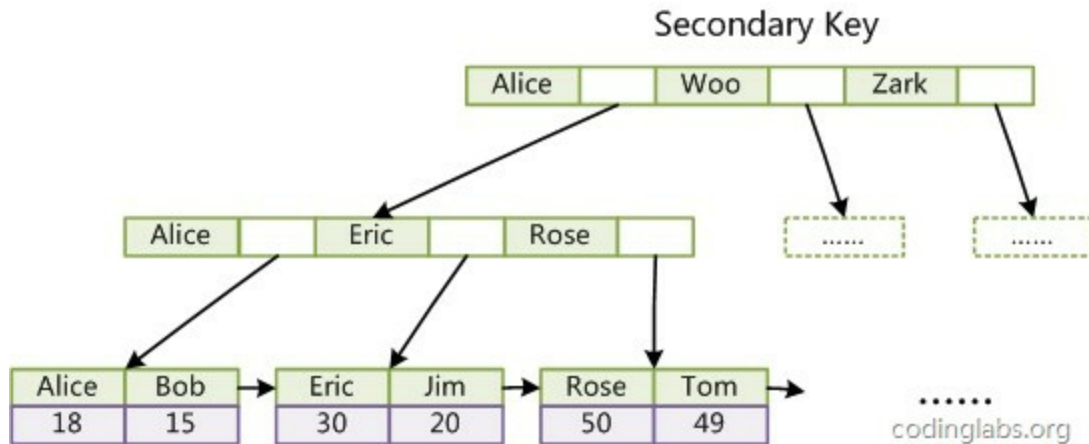 Secondary Key
Alice Woo Zark
Alice Eric Rose ...... ......
Alice Bob Eric Jim Rose Tom
18 15 30 20 50 49
......
codinglabs.org